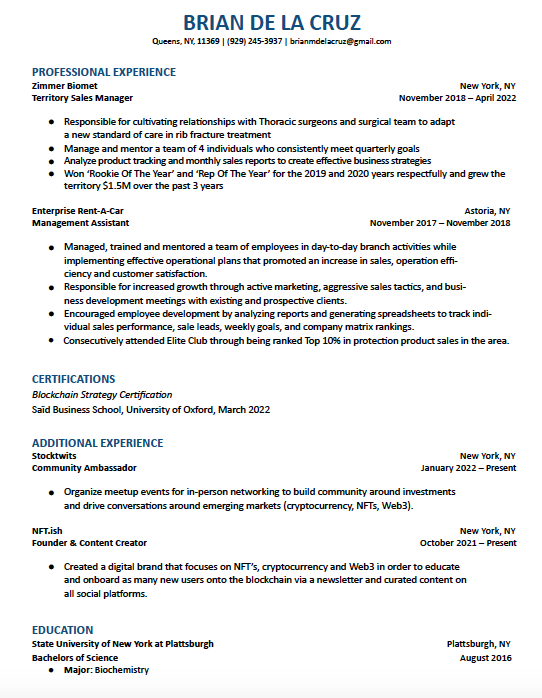 BRIAN DE LA CRUZ
Queens, NY, 11369 | (929) 245-3937 | brianmdelacruz@gmail.com
PROFESSIONAL EXPERIENCE
Zimmer Biomet New York, NY
Territory Sales Manager November 2018 – April 2022
● Responsible for cultivating relationships with Thoracic surgeons and surgical team to adapt
a new standard of care in rib fracture treatment
● Manage and mentor a team of 4 individuals who consistently meet quarterly goals
● Analyze product tracking and monthly sales reports to create effective business strategies
● Won ‘Rookie Of The Year’ and ‘Rep Of The Year’ for the 2019 and 2020 years respectfully and grew the
territory $1.5M over the past 3 years
Enterprise Rent-A-Car Astoria, NY
Management Assistant November 2017 – November 2018
● Managed, trained and mentored a team of employees in day-to-day branch activities while
implementing effective operational plans that promoted an increase in sales, operation effi-
ciency and customer satisfaction.
● Responsible for increased growth through active marketing, aggressive sales tactics, and busi-
ness development meetings with existing and prospective clients.
● Encouraged employee development by analyzing reports and generating spreadsheets to track indi-
vidual sales performance, sale leads, weekly goals, and company matrix rankings.
● Consecutively attended Elite Club through being ranked Top 10% in protection product sales in the area.
CERTIFICATIONS
Blockchain Strategy Certification
Saïd Business School, University of Oxford, March 2022
ADDITIONAL EXPERIENCE
Stocktwits New York, NY
Community Ambassador January 2022 – Present
● Organize meetup events for in-person networking to build community around investments
and drive conversations around emerging markets (cryptocurrency, NFTs, Web3).
NFT.ish New York, NY
Founder & Content Creator October 2021 – Present
● Created a digital brand that focuses on NFT’s, cryptocurrency and Web3 in order to educate
and onboard as many new users onto the blockchain via a newsletter and curated content on
all social platforms.
EDUCATION
State University of New York at Plattsburgh Plattsburgh, NY
Bachelors of Science August 2016
● Major: Biochemistry